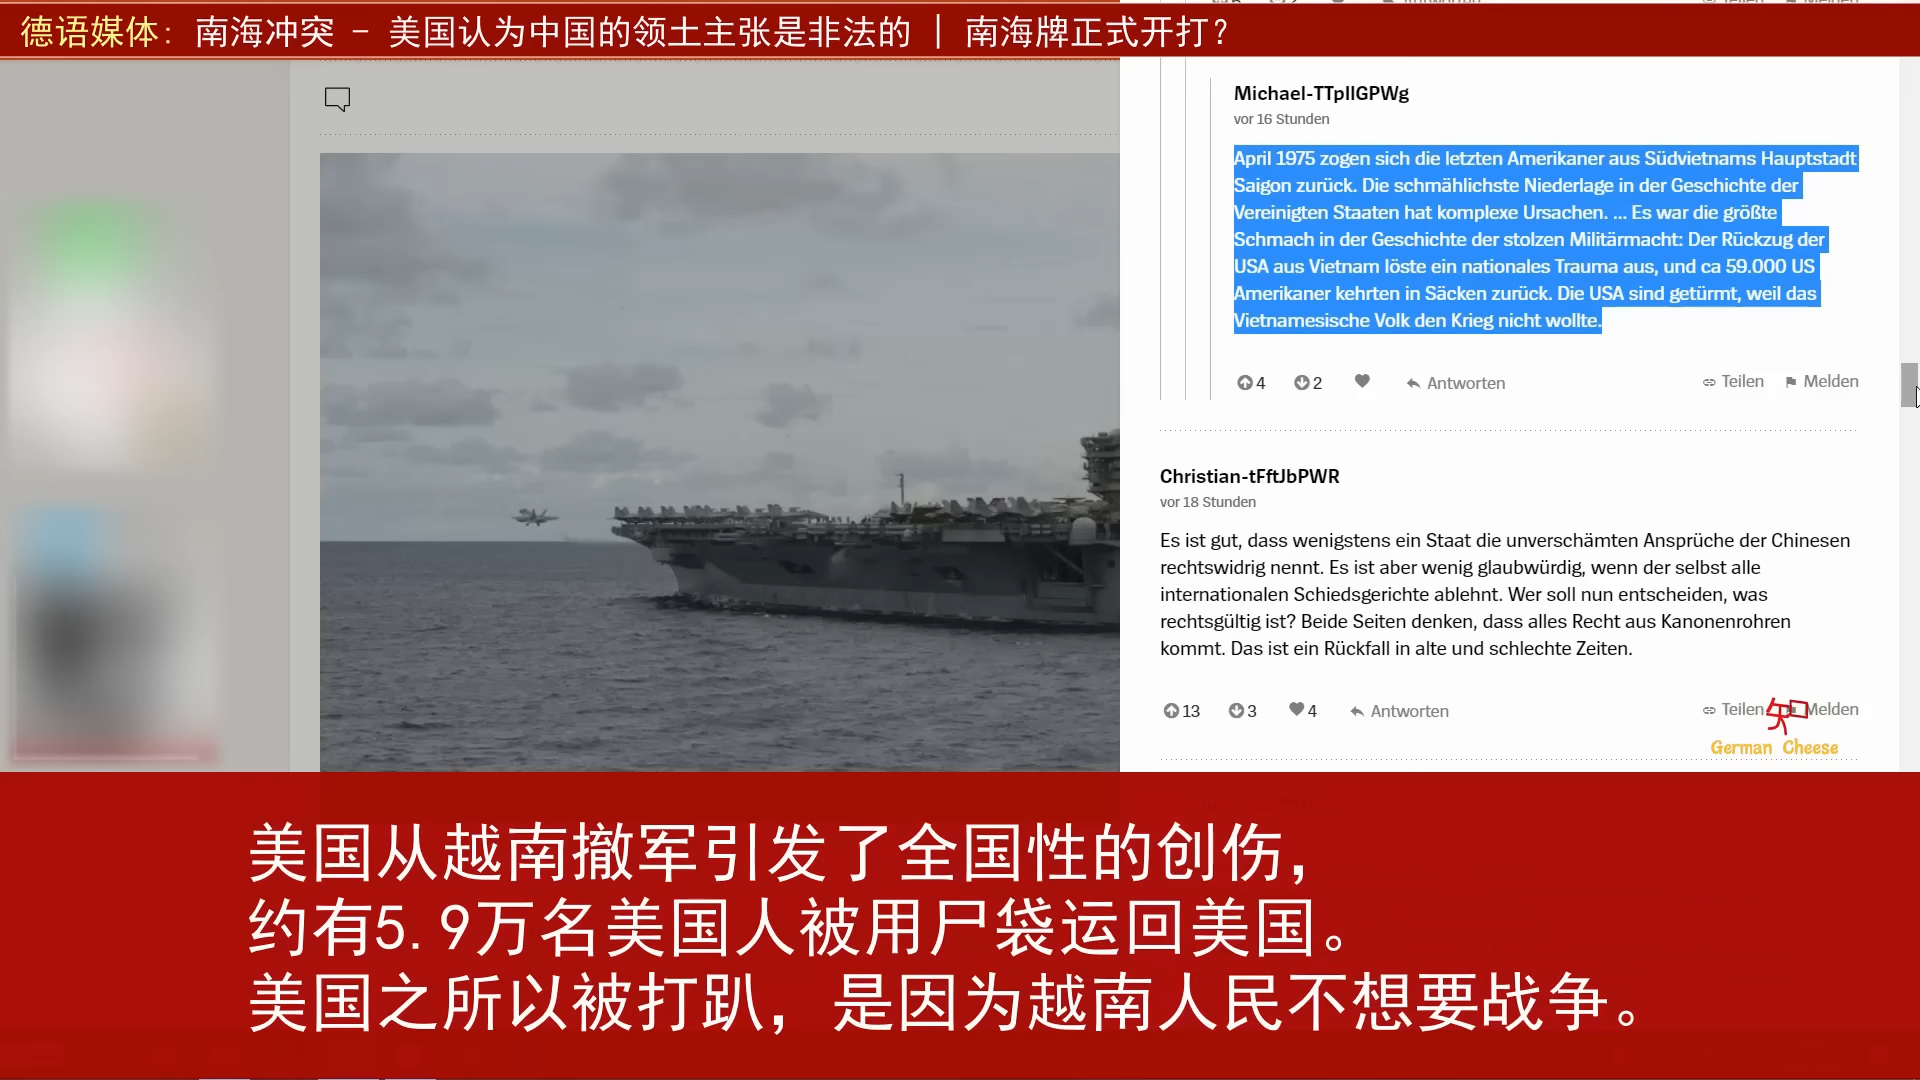 德语媒体: 南海冲突 - 美国认为中国的领土主张是非法的 | 南海牌正式开打?
Michael-TTpIlGPWg
vor 16 Stunden
April 1975 zogen sich die letzten Amerikaner aus Südvietnams Hauptstadt
Saigon zurück. Die schmählichste Niederlage in der Geschichte der
Vereinigten Staaten hat komplexe Ursachen. ... Es war die größte
Schmach in der Geschichte der stolzen Militärmacht: Der Rückzug der
USA aus Vietnam löste ein nationales Trauma aus, und ca 59.000 US
Amerikaner kehrten in Säcken zurück. Die USA sind getürmt, weil das
Vietnamesische Volk den Krieg nicht wollte.
4 2 Antworten Teilen Melden
Christian-tFftJbPWR
vor 18 Stunden
Es ist gut, dass wenigstens ein Staat die unverschämten Ansprüche der Chinesen
rechtswidrig nennt. Es ist aber wenig glaubwürdig, wenn der selbst alle
internationalen Schiedsgerichte ablehnt. Wer soll nun entscheiden, was
rechtsgültig ist? Beide Seiten denken, dass alles Recht aus Kanonenrohren
kommt. Das ist ein Rückfall in alte und schlechte Zeiten.
13 3 4 Antworten Teilen Melden
知
German Cheese
美国从越南撤军引发了全国性的创伤，
约有5.9万名美国人被用尸袋运回美国。
美国之所以被打趴，是因为越南人民不想要战争。